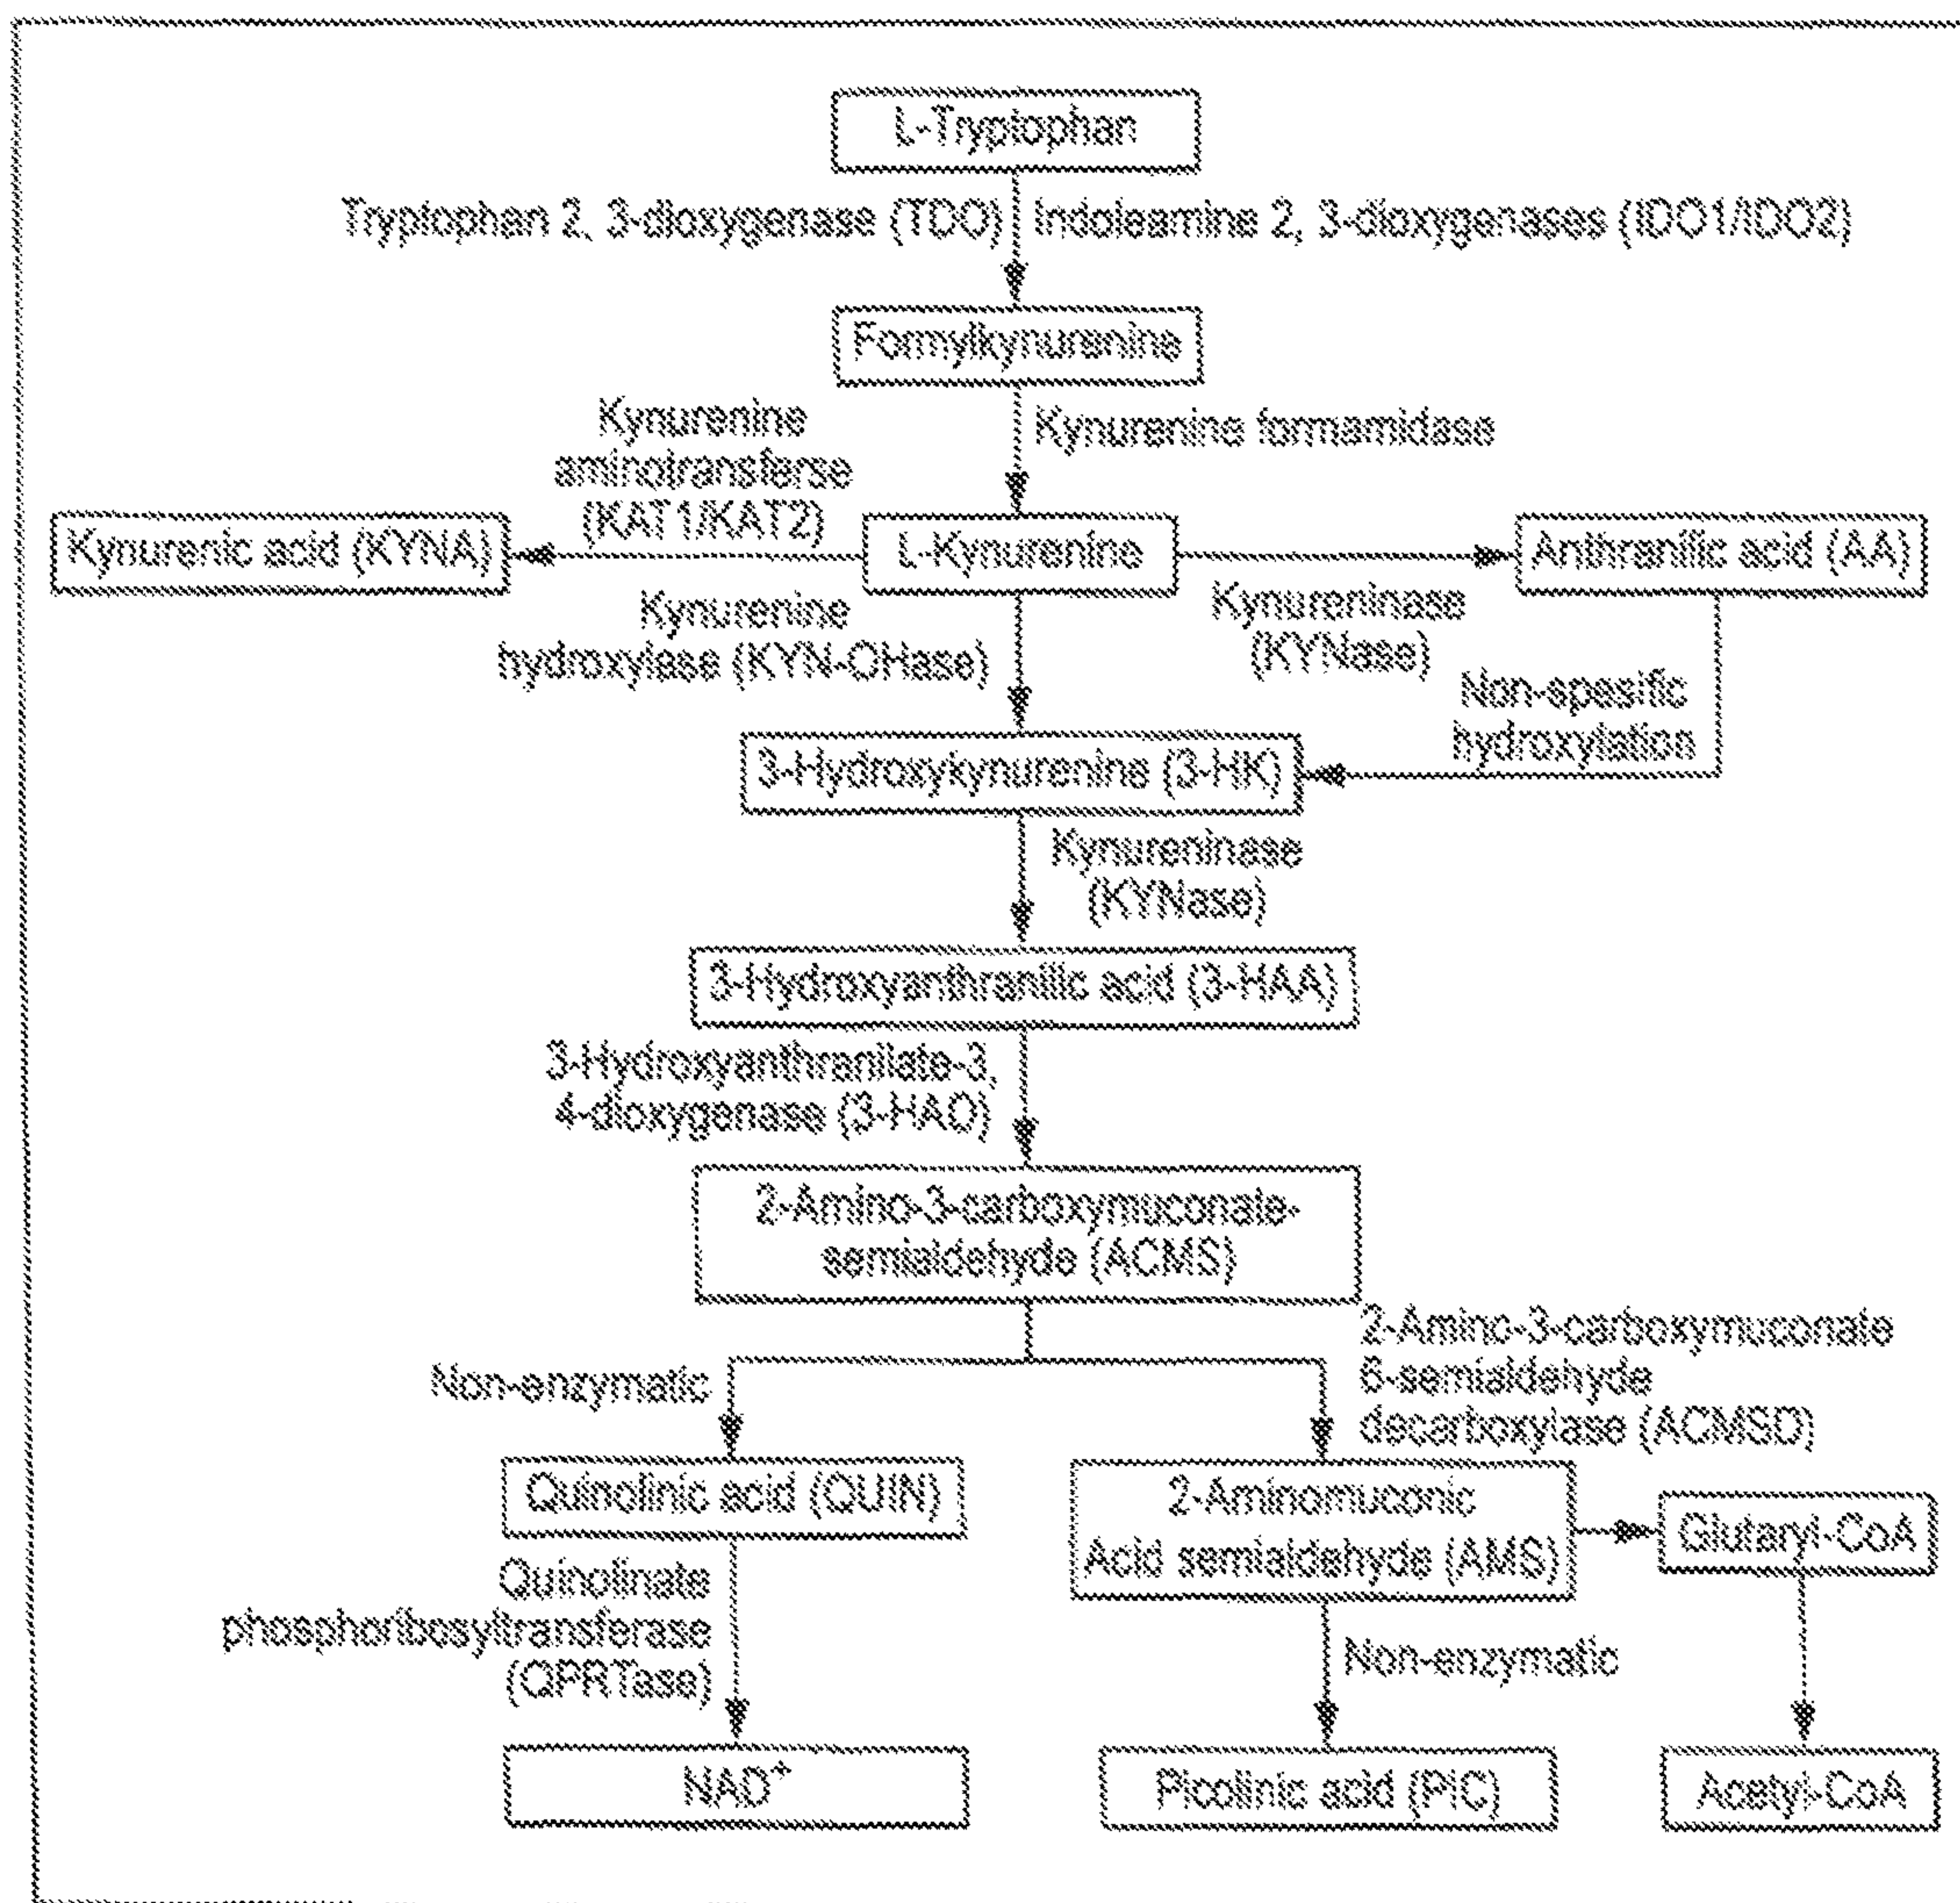 L-Tryptophan
Tryptophan 2, 3-dioxygenase (TDO)
Indoleamine 2, 3-dioxygenases (IDO1/IDO2)
Formylkynurenine
Kynurenine
aminotransferse
(KAT1/KAT2)
Kynurenine formamidase
Kynurenic acid (KYNA)
L-Kynurenine
Anthranilic acid (AA)
Kynurenine
hydroxylase (KYN-OHase)
Kynureninase
(KYNase)
Non-spesific
hydroxylation
3-Hydroxykynurenine (3-HK)
Kynureninase
(KYNase)
3-Hydroxyanthranilic acid (3-HAA)
3-Hydroxyanthranilate-3,
4-dioxygenase (3-HAO)
2-Amino-3-carboxymuconate-
semialdehyde (ACMS)
Non-enzymatic
2-Amino-3-carboxymuconate
6-semialdehyde
decarboxylase (ACMSD)
Quinolinic acid (QUIN)
2-Aminomuconic
Acid semialdehyde (AMS)
Glutaryl-CoA
Quinolinate
phosphoribosyltransferase
(QPRTase)
Non-enzymatic
NAD⁺
Picolinic acid (PIC)
Acetyl-CoA